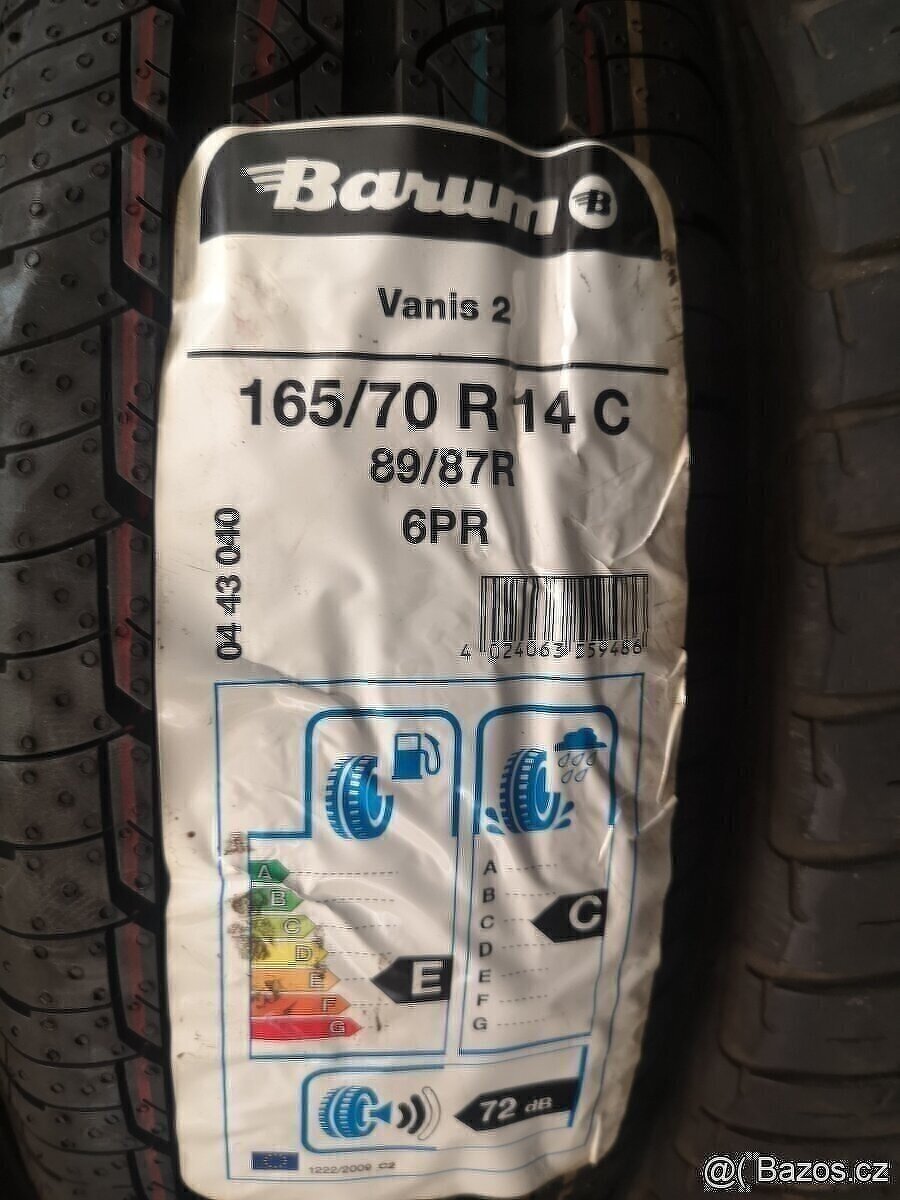 Barum B
Vanis 2
165/70 R 14 C
89/87R
6PR
04 43 040
4 024063 559486
A
B
C
D
E
F
G
E
A
B
C
D
E
F
G
C
72 dB
1222/2009 C2
@( Bazos.cz